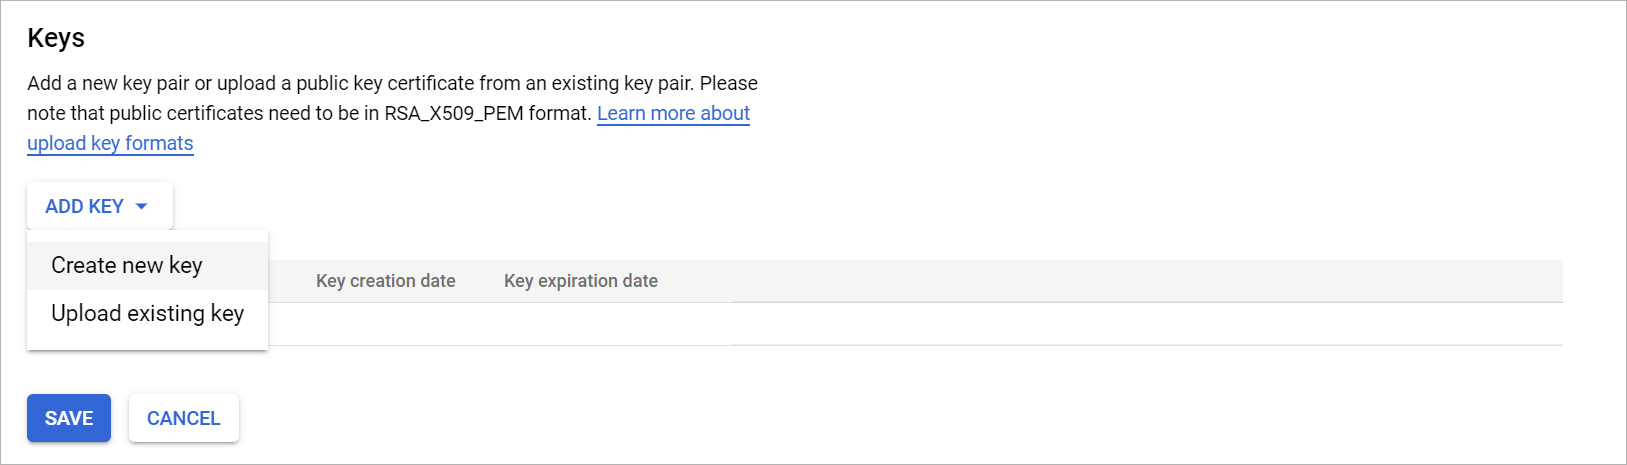 Keys
Add a new key pair or upload a public key certificate from an existing key pair. Please
note that public certificates need to be in RSA_X509_PEM format. Learn more about
upload key formats
ADD KEY
Create new key
Upload existing key
Key creation date Key expiration date
SAVE CANCEL